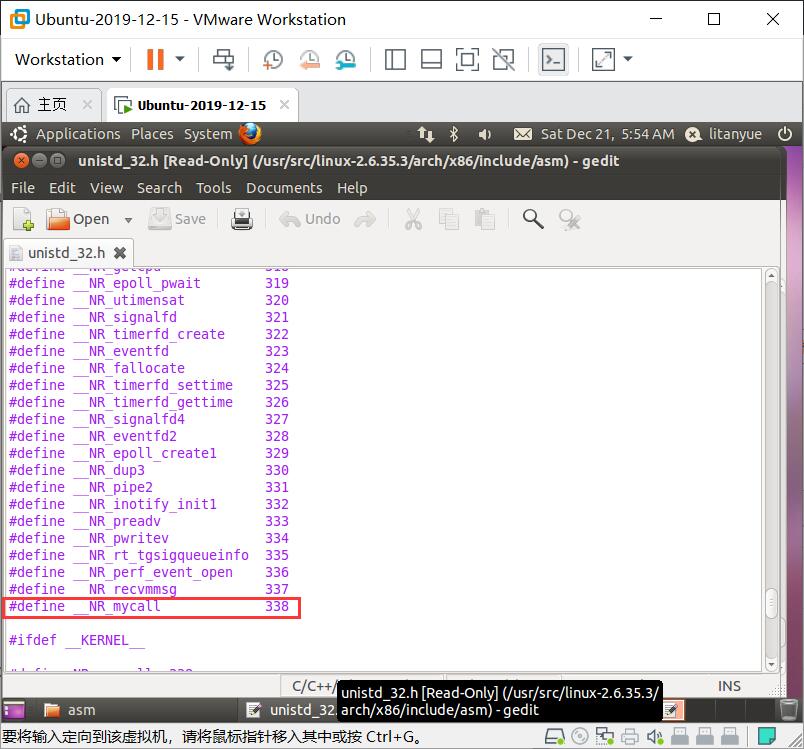 Ubuntu-2019-12-15 - VMware Workstation
Workstation
主页
Ubuntu-2019-12-15
Applications Places System
Sat Dec 21, 5:54 AM
litanyue
unistd_32.h [Read-Only] (/usr/src/linux-2.6.35.3/arch/x86/include/asm) - gedit
File Edit View Search Tools Documents Help
Open Save Undo
unistd_32.h
#define __NR_epoll_pwait 319
#define __NR_utimensat 320
#define __NR_signalfd 321
#define __NR_timerfd_create 322
#define __NR_eventfd 323
#define __NR_fallocate 324
#define __NR_timerfd_settime 325
#define __NR_timerfd_gettime 326
#define __NR_signalfd4 327
#define __NR_eventfd2 328
#define __NR_epoll_create1 329
#define __NR_dup3 330
#define __NR_pipe2 331
#define __NR_inotify_init1 332
#define __NR_preadv 333
#define __NR_pwritev 334
#define __NR_rt_tgsigqueueinfo 335
#define __NR_perf_event_open 336
#define __NR_recvmmsg 337
#define __NR_mycall 338
#ifdef __KERNEL__
C/C++/
INS
unistd_32.h [Read-Only] (/usr/src/linux-2.6.35.3/
arch/x86/include/asm) - gedit
asm
unistd_32
要将输入定向到该虚拟机，请将鼠标指针移入其中或按 Ctrl+G。